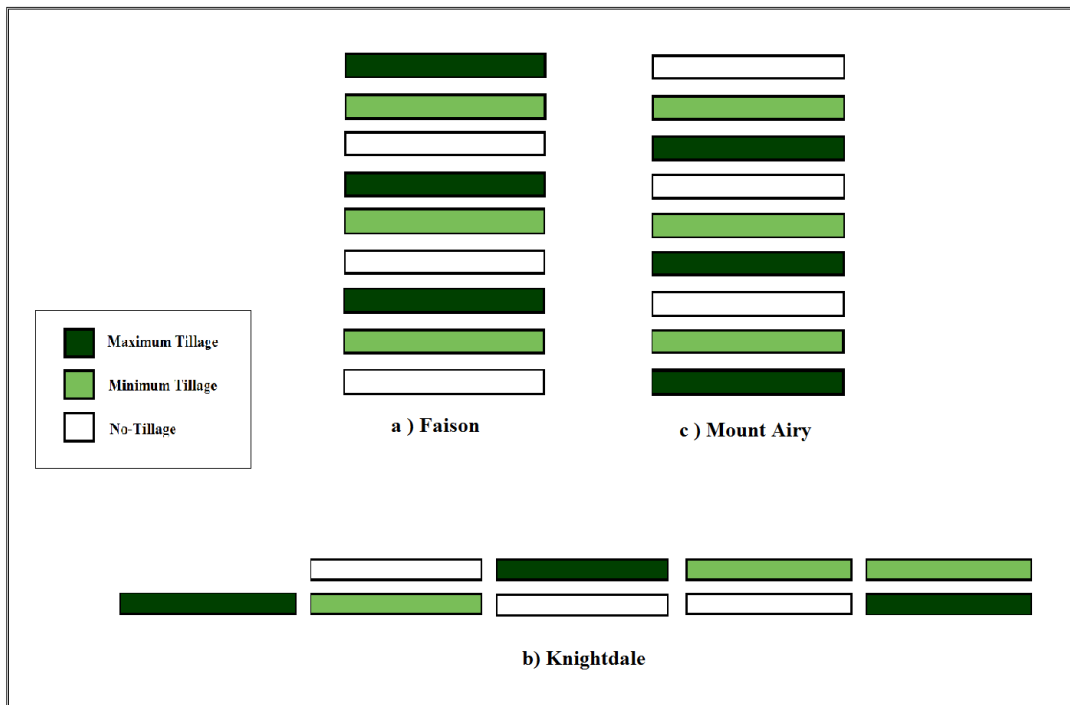 Maximum Tillage
Minimum Tillage
No-Tillage
a ) Faison
c ) Mount Airy
b) Knightdale